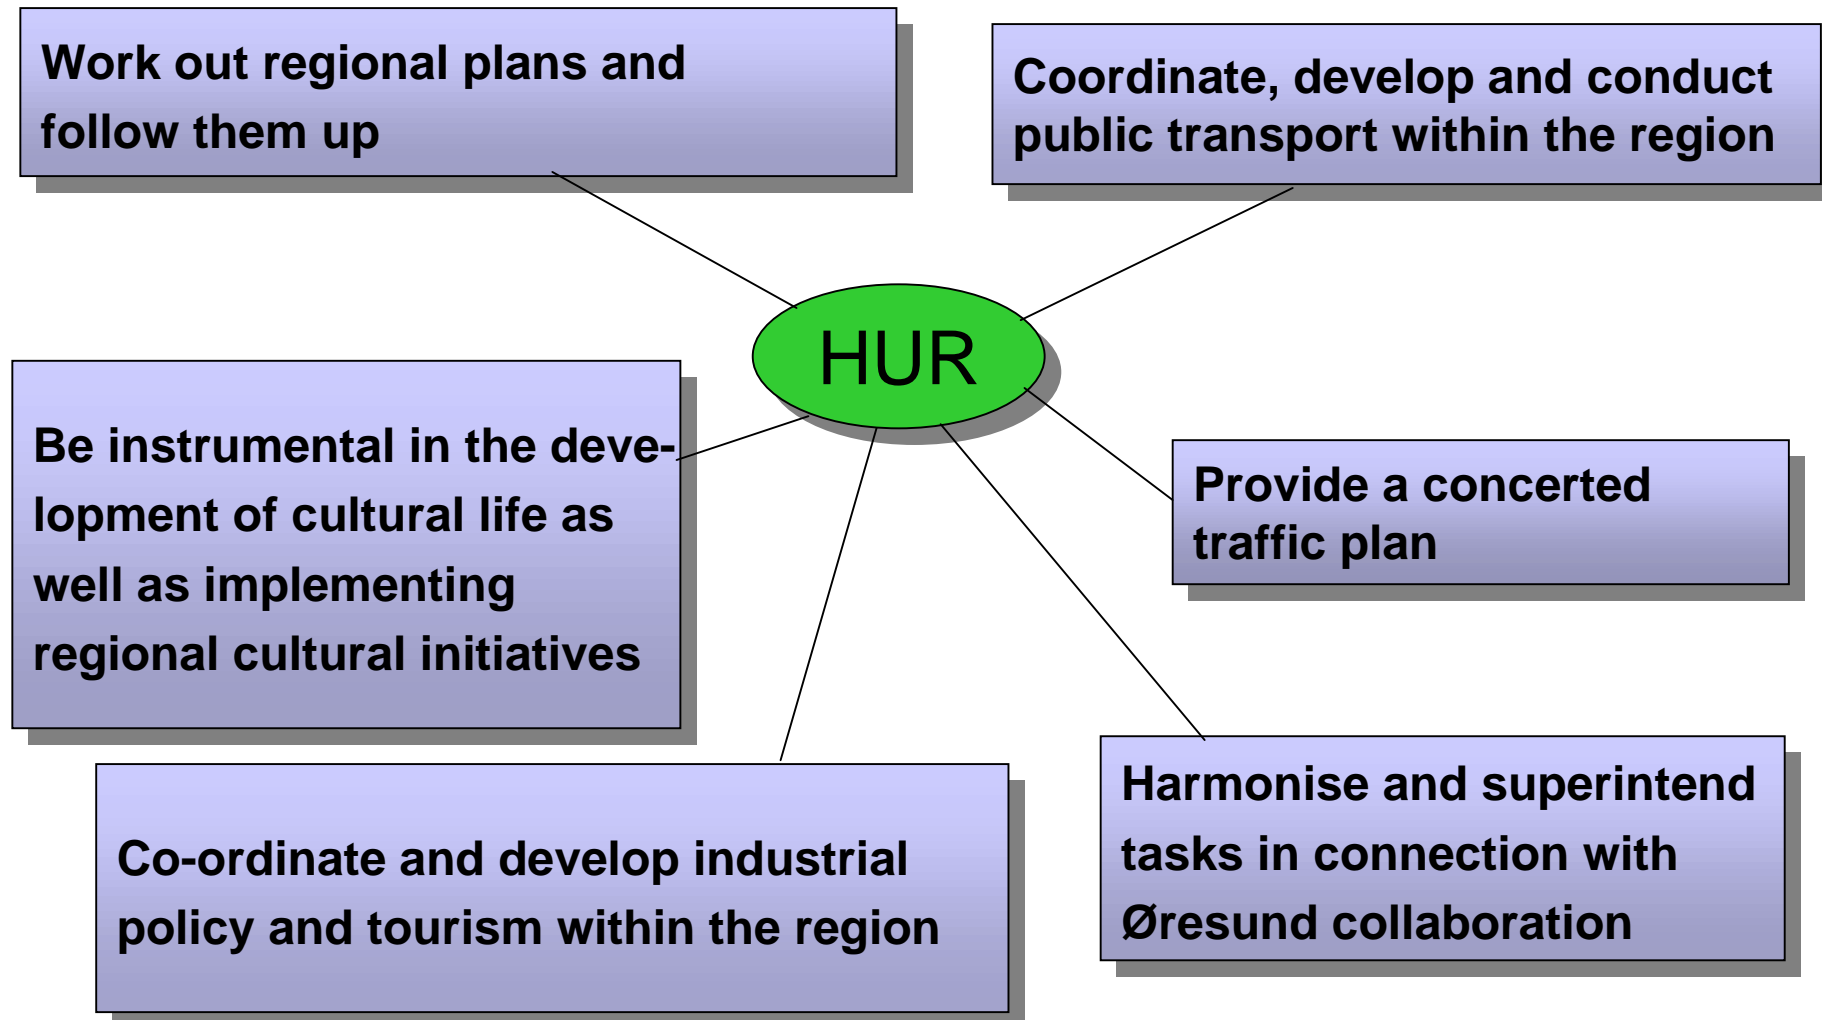 Work out regional plans and
follow them up
Coordinate, develop and conduct
public transport within the region
HUR
Be instrumental in the deve-
lopment of cultural life as
well as implementing
regional cultural initiatives
Provide a concerted
traffic plan
Co-ordinate and develop industrial
policy and tourism within the region
Harmonise and superintend
tasks in connection with
Øresund collaboration